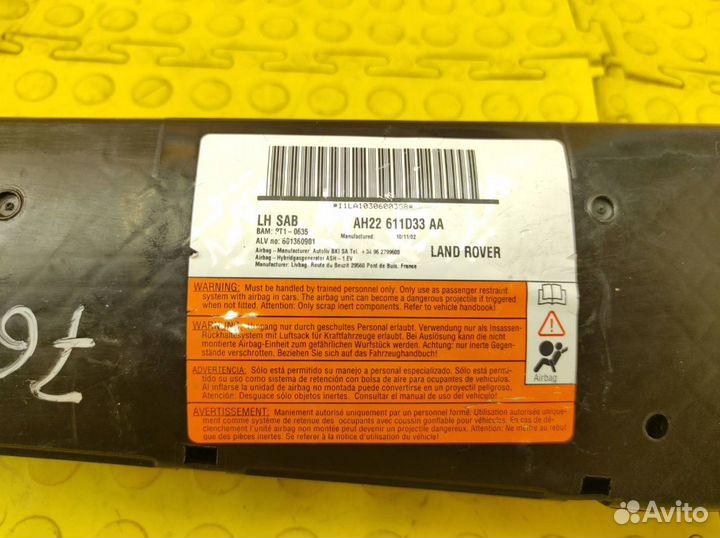 *11LA10306003SB*
LH SAB
AH22 611D33 AA
BAM: PT1-0635
Manufactured: 10/11/02
ALV no: 601360901
LAND ROVER
Airbag - Manufacturer Autoliv BKI SA Tel. +34 96 2799600
Airbag - Hybridgasgenerator ASH - 1.EV
Manufacturer: Livbag. Route du Beuzit 29560 Pont de Buis. France
WARNING: Must be handled by trained personnel only. Only use as passenger restraint
system with airbag in cars. The airbag unit can become a dangerous projectile if triggered
when not fitted. Attention: Only scrap inert components. Refer to vehicle handbook!
WARNUNG: Umgang nur durch geschultes Personal erlaubt. Verwendung nur als Insassen-
Rückhaltesystem mit Luftsack für Kraftfahrzeuge erlaubt. Bei Auslösung kann die nicht
montierte Airbag-Einheit zum gefährlichen Wurfstück werden. Achtung: nur inerte Gegen-
stände verschrotten. Beziehen Sie sich auf das Fahrzeughandbuch!
ADVERTENCIA: Sólo está permitido su manejo a personal especializado. Sólo está permiti-
do su uso como sistema de retención con bolsa de aire para ocupantes de vehículos.
Al inflarse la unidad de airbag no montada puede convertirse en un proyectil peligroso.
Atención: Desguace sólo objetos inertes. Consultar el manual de uso del vehículo!
AVERTISSEMENT: Maniement autorisé uniquement par un personnel formé. Utilisation autorisée unique-
ment comme système de retenue des occupants avec coussin gonflable pour véhicules. En cas de dé-
clenchement l'unité airbag non montée peut devenir un projectile dangereux. Attention: Ne mettre au rebut
que des pièces inertes. Se referer à la notice d'utilisation du véhicule!
Airbag
76
Avito